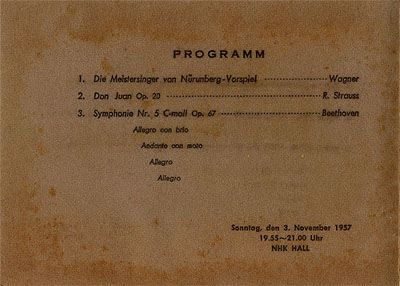 PROGRAMM
1. Die Meistersinger von Nürunberg-Vorspiel ------------------ Wagner
2. Don Juan Op. 20 ------------------------------------------ R. Strauss
3. Symphonie Nr. 5 C-moll Op. 67 --------------------------- Beethoven
Allegro con brio
Andante con moto
Allegro
Allegro
Sonntag, den 3. November 1957
19.55~21.00 Uhr
NHK HALL